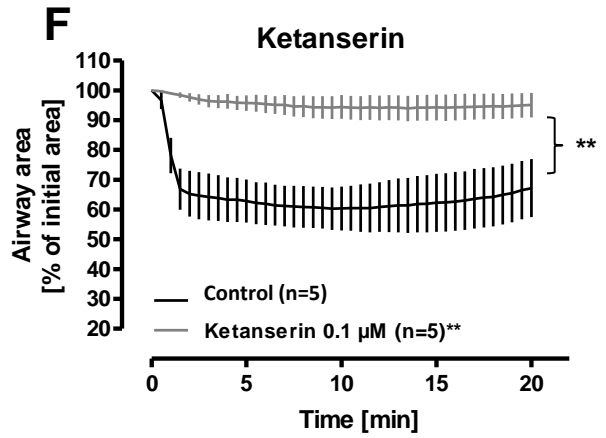 F
Ketanserin
Airway area
[% of initial area]
110
100
90
80
70
60
50
40
30
20
**
Control (n=5)
Ketanserin 0.1 µM (n=5)**
0
5
10
15
20
Time [min]